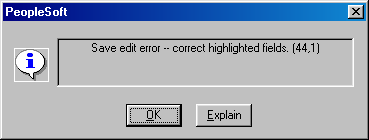 PeopleSoft
Save edit error -- correct highlighted fields. (44,1)
OK
Explain